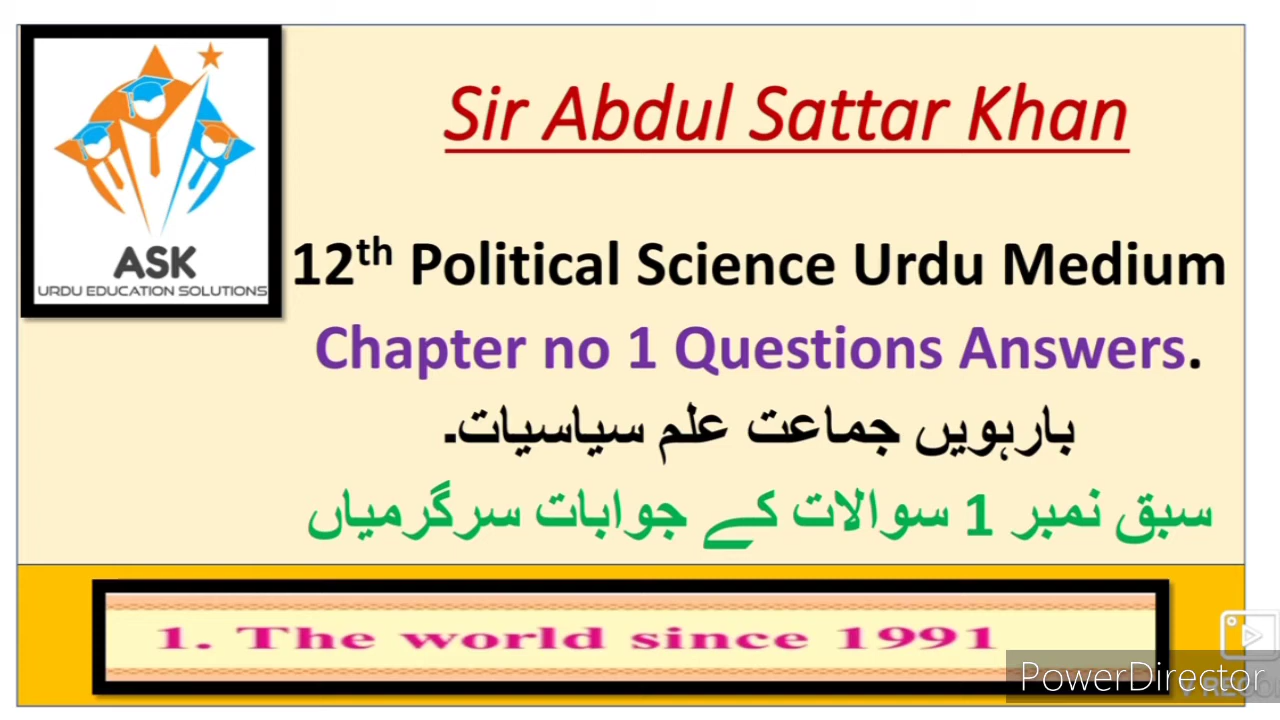 Sir Abdul Sattar Khan
ASK
URDU EDUCATION SOLUTIONS
12th Political Science Urdu Medium
Chapter no 1 Questions Answers.
بارہویں جماعت علم سیاسیات۔
سبق نمبر 1 سوالات کے جوابات سرگرمیاں
1. The world since 1991
PowerDirector